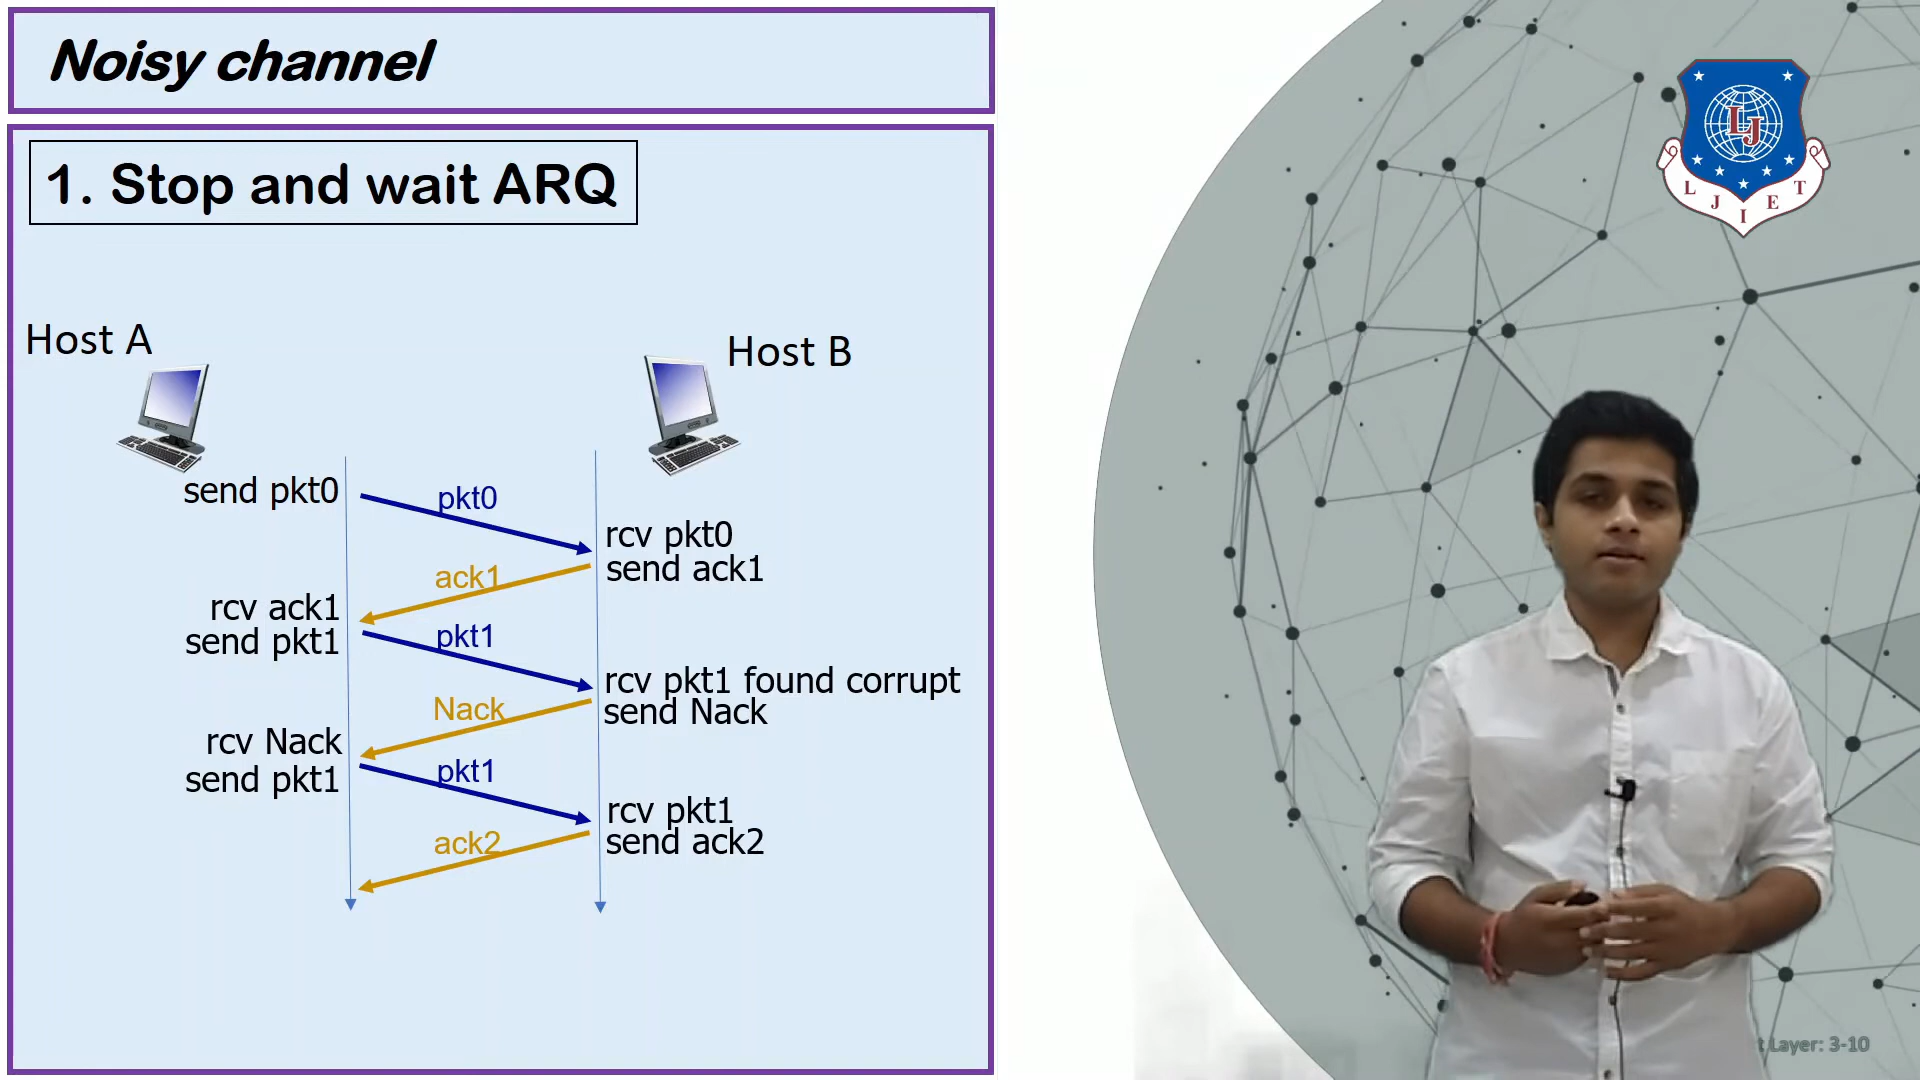 Noisy channel
1. Stop and wait ARQ
Host A
Host B
send pkt0
pkt0
rcv pkt0
send ack1
ack1
rcv ack1
send pkt1
pkt1
rcv pkt1 found corrupt
send Nack
Nack
rcv Nack
send pkt1
pkt1
rcv pkt1
send ack2
ack2
LJ
L J I E T
t Layer: 3-10